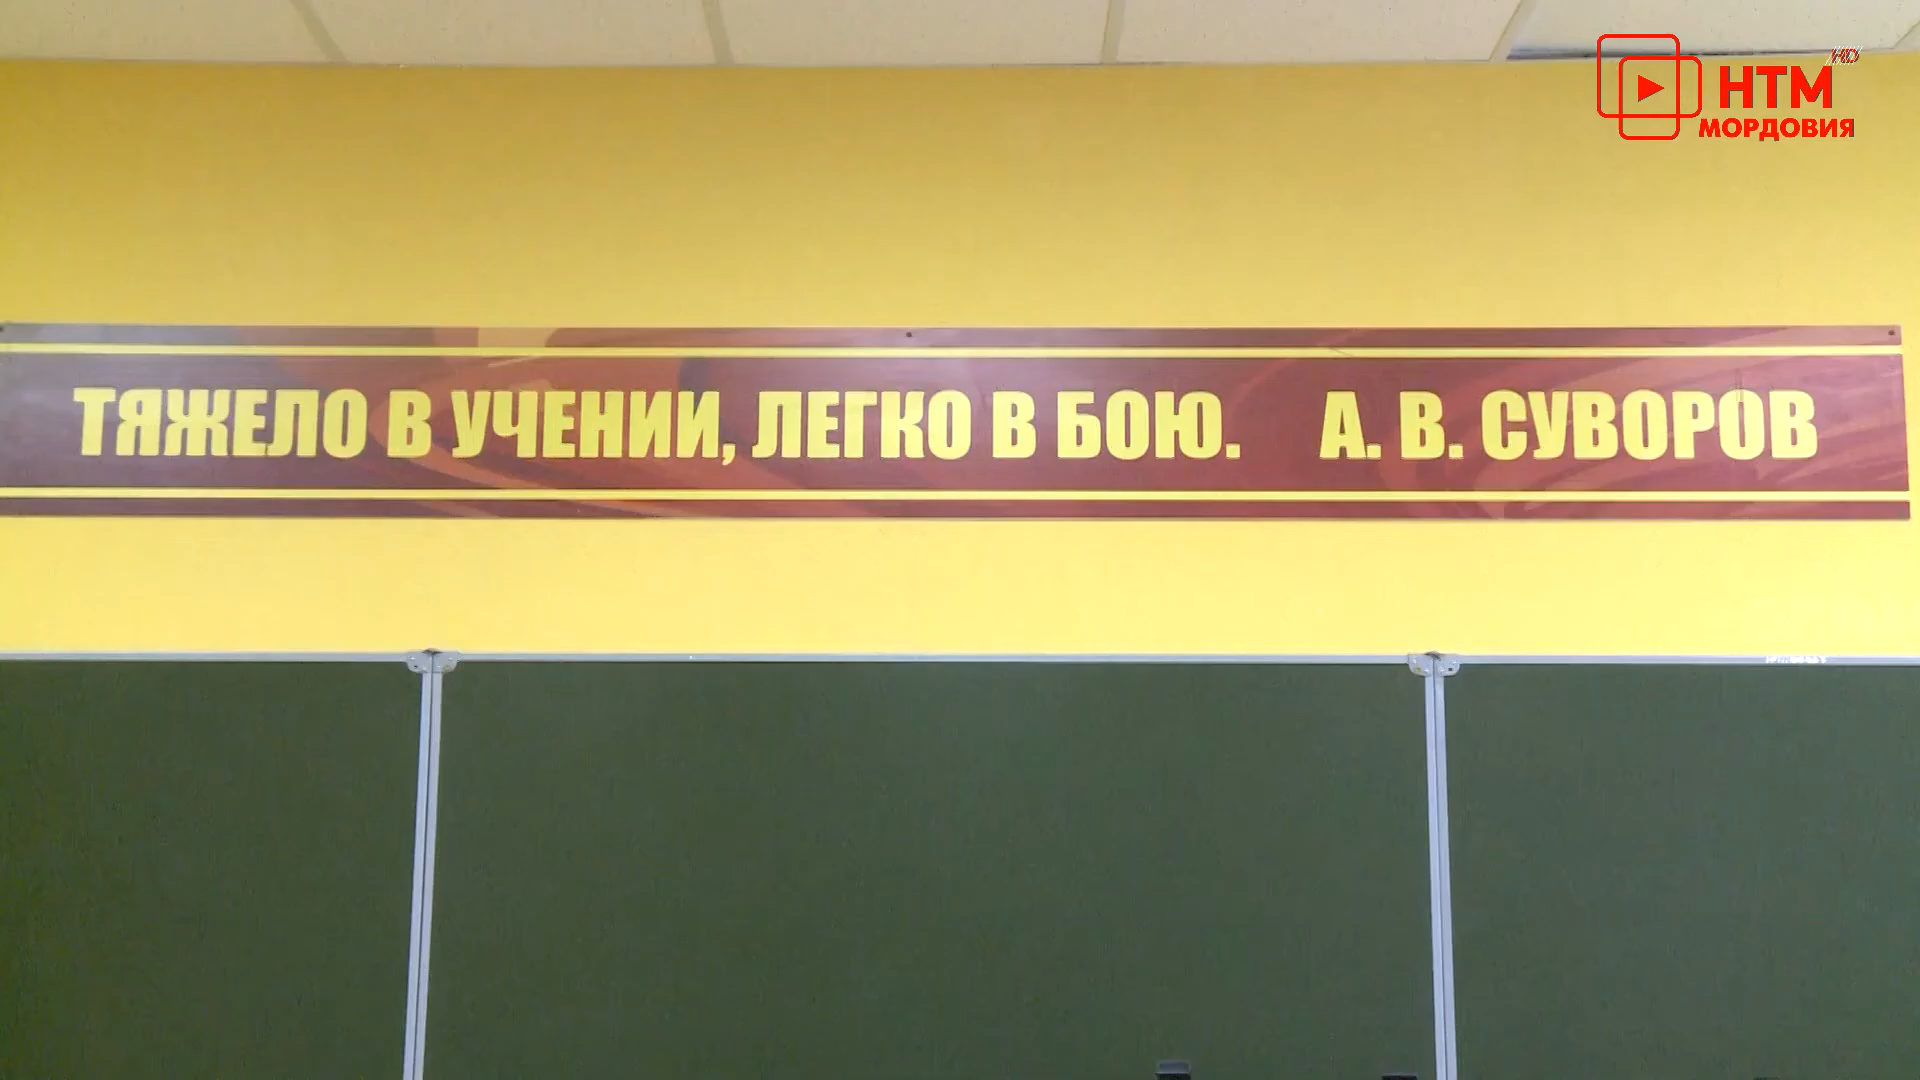 HD
НТМ
МОРДОВИЯ
ТЯЖЕЛО В УЧЕНИИ, ЛЕГКО В БОЮ. А. В. СУВОРОВ